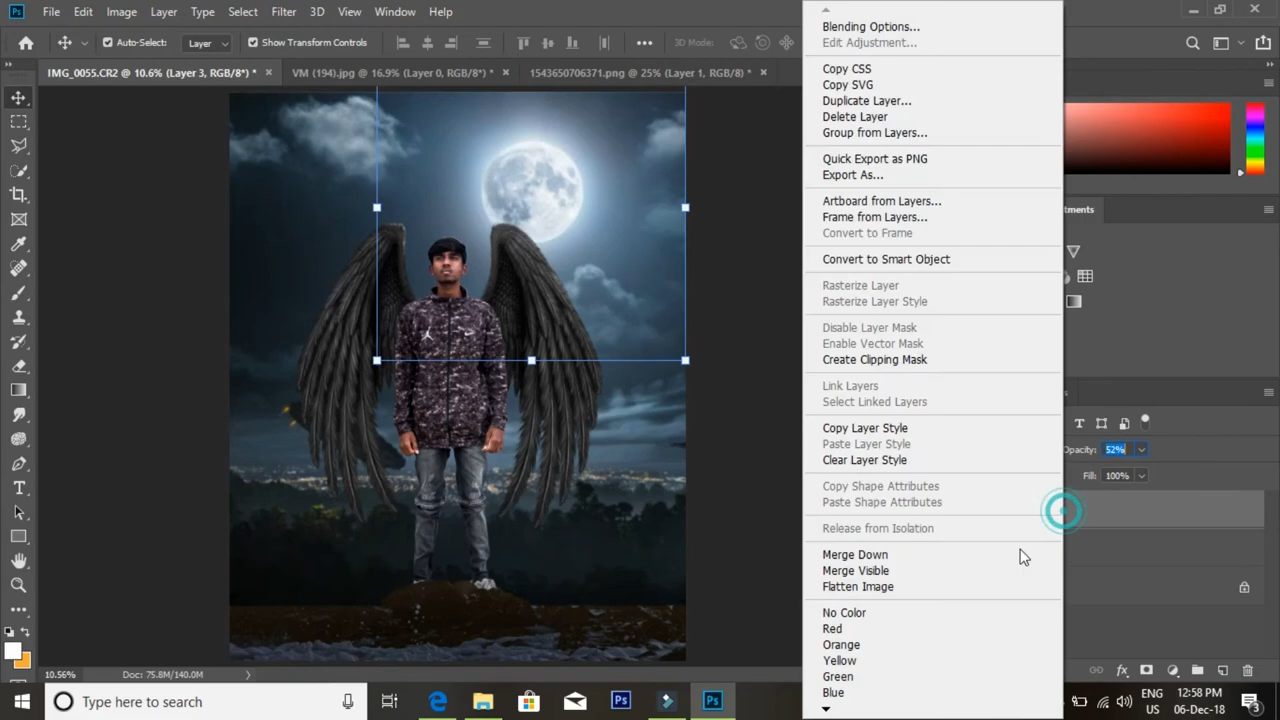 Ps File Edit Image Layer Type Select Filter 3D View Window Help
Auto-Select: Layer Show Transform Controls 3D Mode:
IMG_0055.CR2 @ 10.6% (Layer 3, RGB/8*) * × VM (194).jpg @ 16.9% (Layer 0, RGB/8*) * × 1543650706371.png @ 25% (Layer 1, RGB/8) * ×
Blending Options...
Edit Adjustment...
Copy CSS
Copy SVG
Duplicate Layer...
Delete Layer
Group from Layers...
Quick Export as PNG
Export As...
Artboard from Layers...
Frame from Layers...
Convert to Frame
Convert to Smart Object
Rasterize Layer
Rasterize Layer Style
Disable Layer Mask
Enable Vector Mask
Create Clipping Mask
Link Layers
Select Linked Layers
Copy Layer Style
Paste Layer Style
Clear Layer Style
Copy Shape Attributes
Paste Shape Attributes
Release from Isolation
Merge Down
Merge Visible
Flatten Image
No Color
Red
Orange
Yellow
Green
Blue
tments
Opacity: 52%
Fill: 100%
fx
10.56% Doc: 75.8M/140.0M
Type here to search
Ps Ps
ENG
US
12:58 PM
06-Dec-18
3